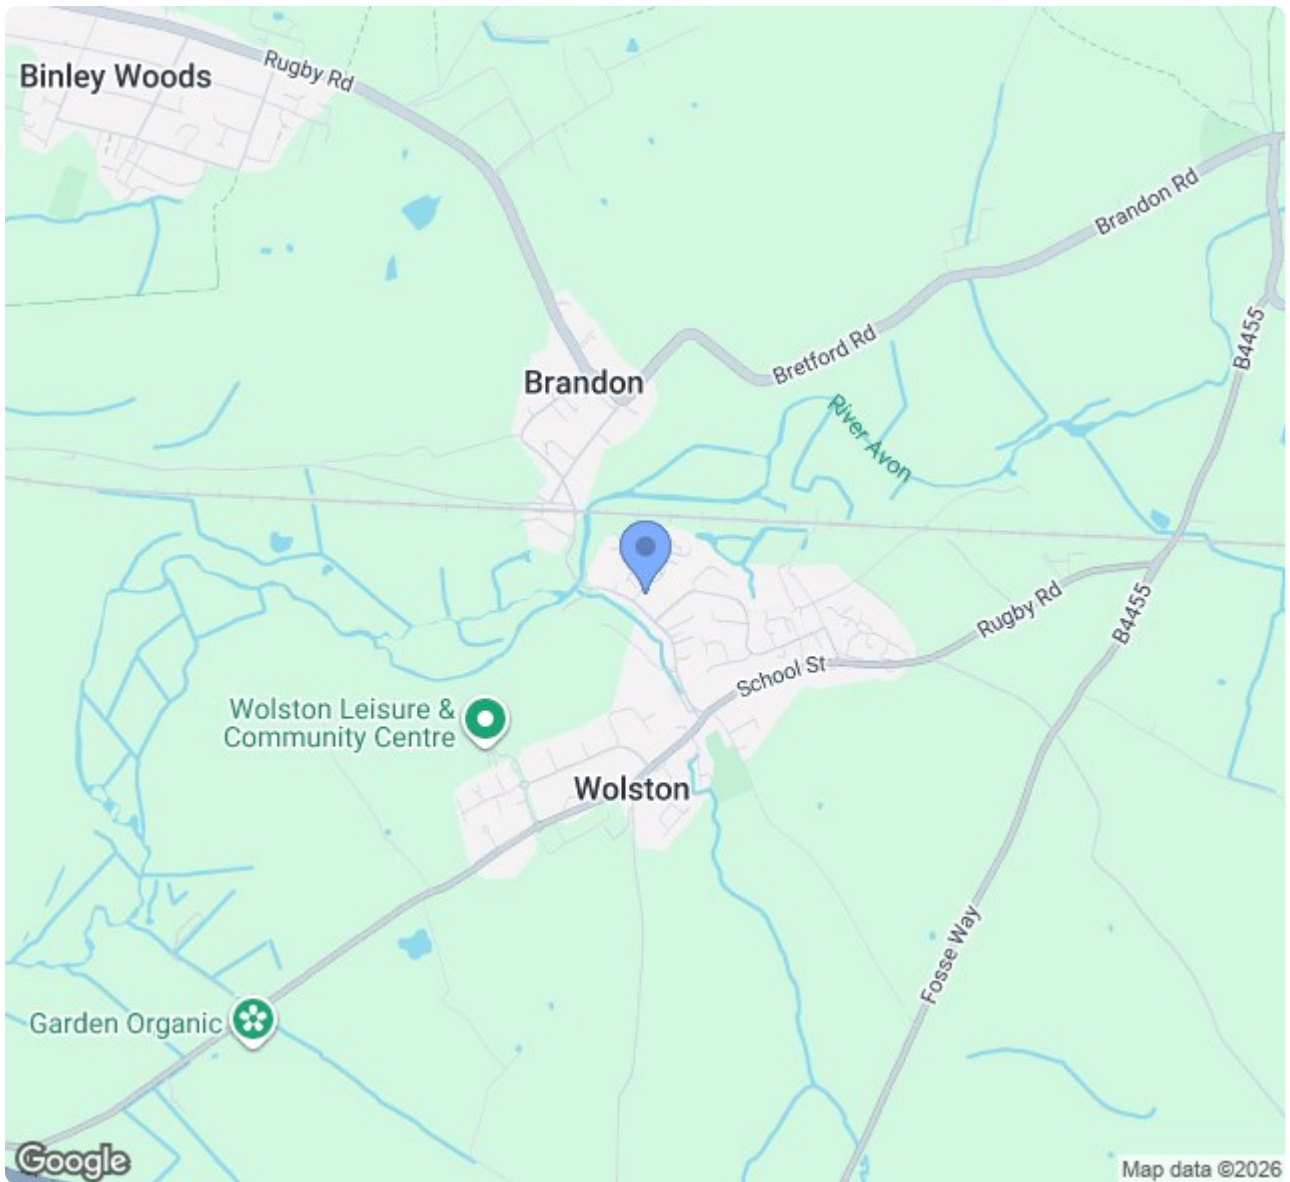 Rugby Rd
Binley Woods
Brandon Rd
B4455
Bretford Rd
Brandon
River Avon
Rugby Rd
B4455
School St
Wolston Leisure &
Community Centre
Wolston
Fosse Way
Garden Organic
Google
Map data ©2026